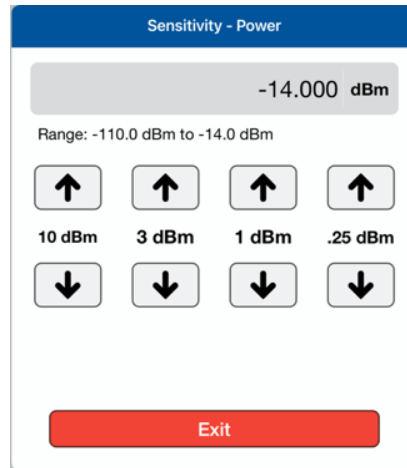 Sensitivity - Power
-14.000 dBm
Range: -110.0 dBm to -14.0 dBm
10 dBm 3 dBm 1 dBm .25 dBm
Exit